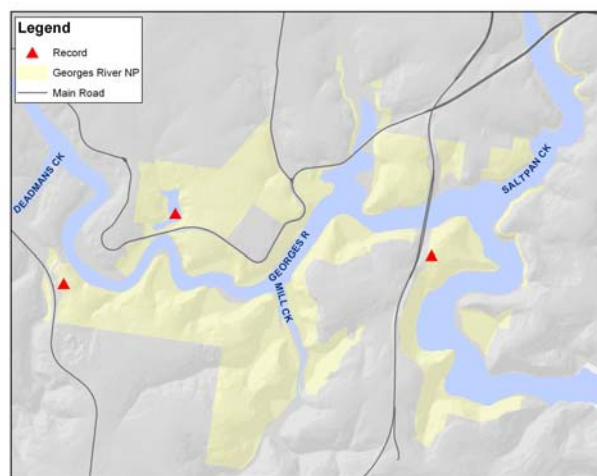 Legend
Record
Georges River NP
Main Road
DEADMANS CK
SALTPAN CK
GEORGES R
MILL CK